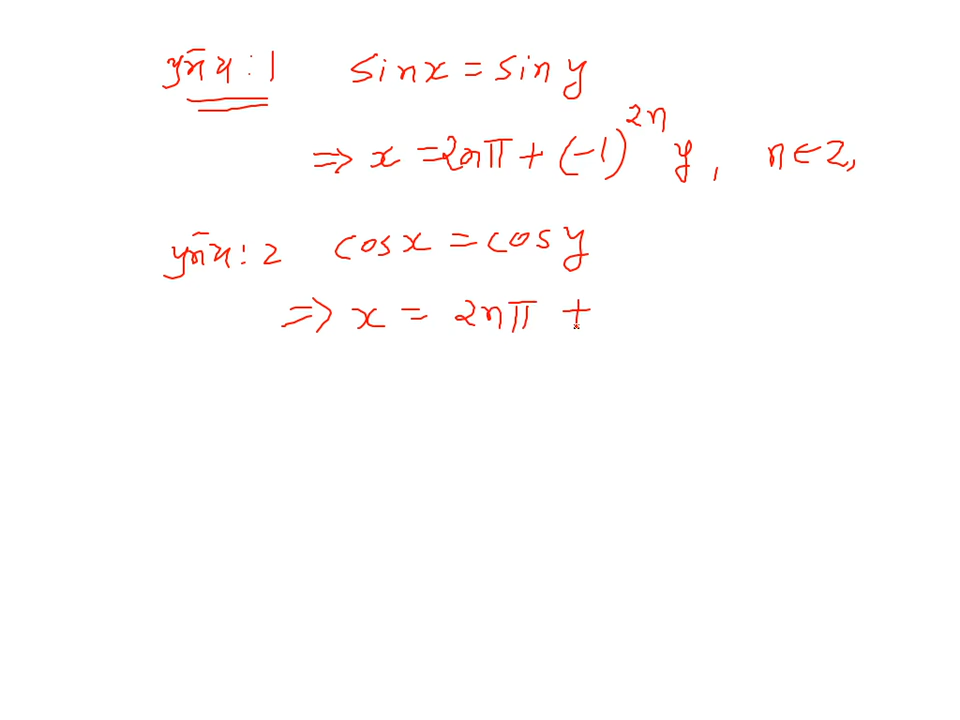 प्रमेय : 1 sin x = sin y
⇒ x = 2nπ + (-1)^{2n} y, n ∈ Z,
प्रमेय : 2 cos x = cos y
⇒ x = 2nπ +